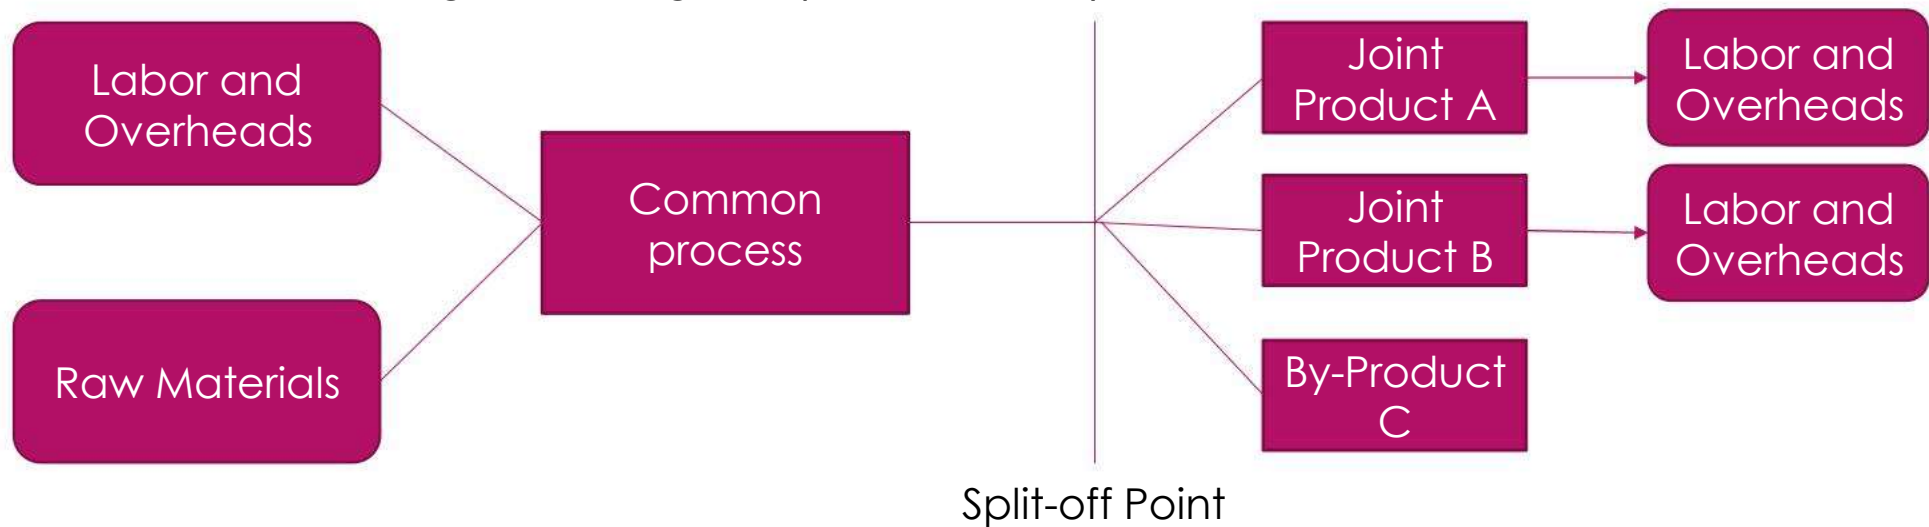 Labor and
Overheads
Raw Materials
Common
process
Joint
Product A
Labor and
Overheads
Joint
Product B
Labor and
Overheads
By-Product
C
Split-off Point